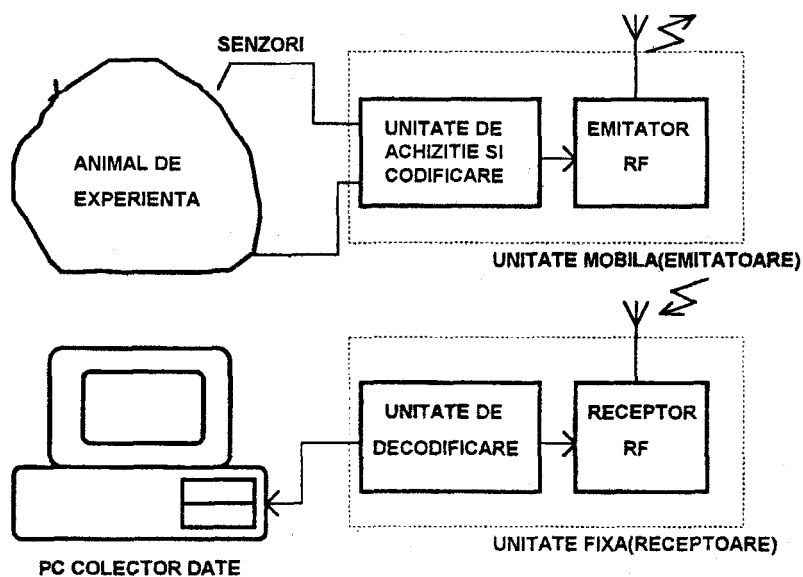 SENZORI
ANIMAL DE
EXPERIENTA
UNITATE DE
ACHIZITIE SI
CODIFICARE
EMITATOR
RF
UNITATE MOBILA(EMITATOARE)
UNITATE DE
DECODIFICARE
RECEPTOR
RF
UNITATE FIXA(RECEPTOARE)
PC COLECTOR DATE